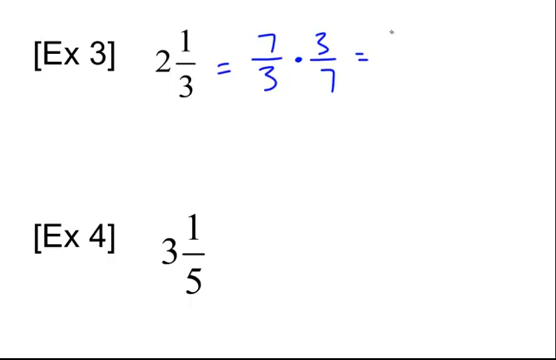 [Ex 3] 2 1/3 = 7/3 · 3/7 =
[Ex 4] 3 1/5